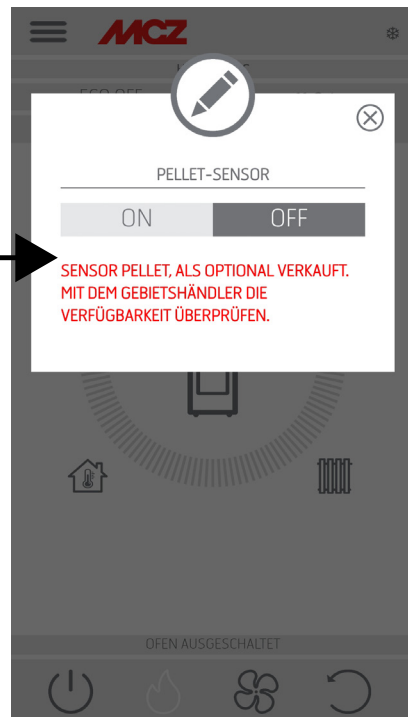 MCZ
PELLET-SENSOR
ON OFF
SENSOR PELLET, ALS OPTIONAL VERKAUFT.
MIT DEM GEBIETSHÄNDLER DIE
VERFÜGBARKEIT ÜBERPRÜFEN.
OFEN AUSGESCHALTET